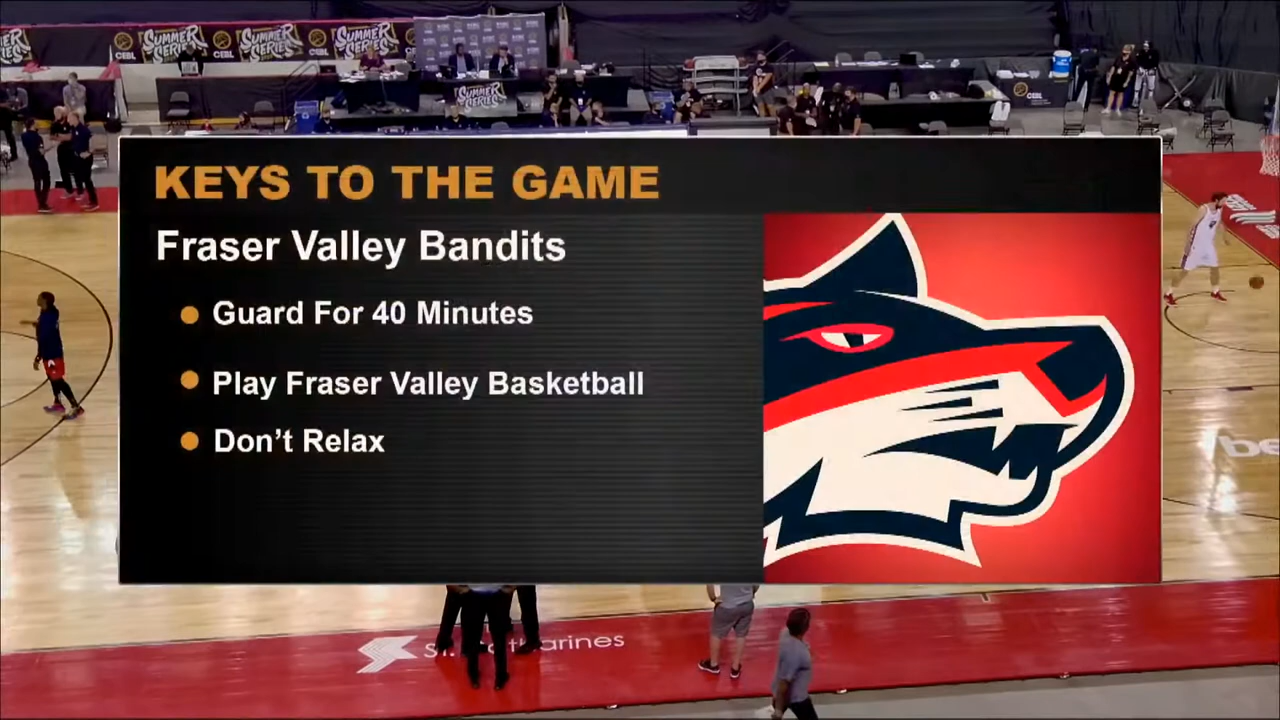 SUMMER SERIES
CEBL
SUMMER SERIES
CEBL
SUMMER SERIES
CEBL
SUMMER SERIES
KEYS TO THE GAME
Fraser Valley Bandits
Guard For 40 Minutes
Play Fraser Valley Basketball
Don’t Relax